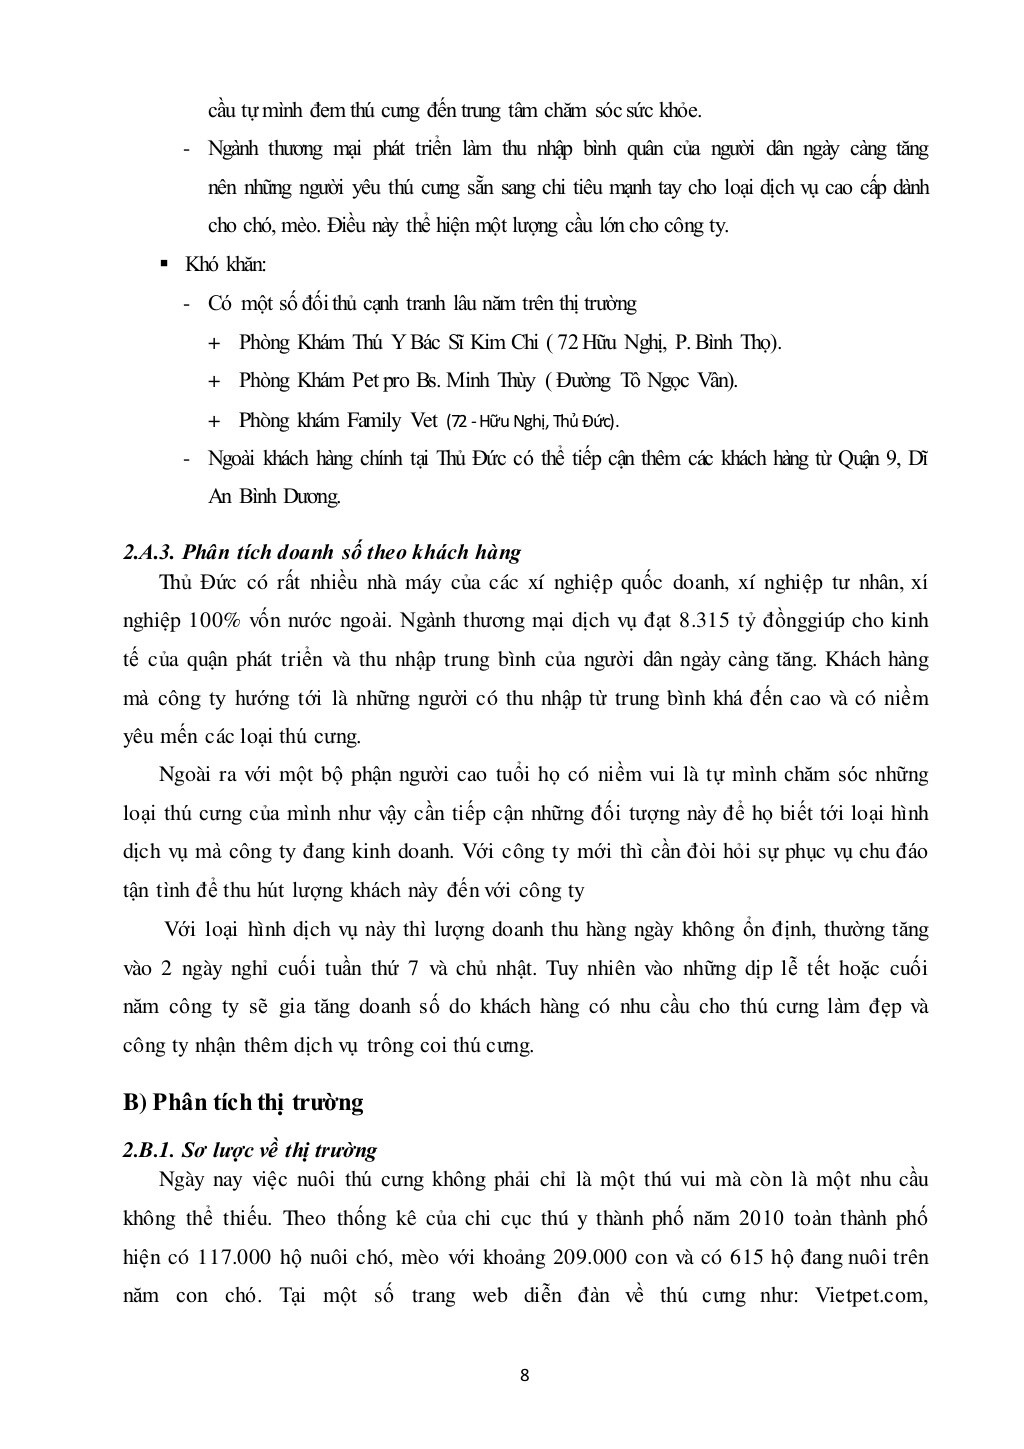 cầu tự mình đem thú cưng đến trung tâm chăm sóc sức khỏe.
- Ngành thương mại phát triển làm thu nhập bình quân của người dân ngày càng tăng
nên những người yêu thú cưng sẵn sang chi tiêu mạnh tay cho loại dịch vụ cao cấp dành
cho chó, mèo. Điều này thể hiện một lượng cầu lớn cho công ty.
▪ Khó khăn:
- Có một số đối thủ cạnh tranh lâu năm trên thị trường
+ Phòng Khám Thú Y Bác Sĩ Kim Chi ( 72 Hữu Nghị, P. Bình Thọ).
+ Phòng Khám Pet pro Bs. Minh Thùy ( Đường Tô Ngọc Vân).
+ Phòng khám Family Vet (72 - Hữu Nghị, Thủ Đức).
- Ngoài khách hàng chính tại Thủ Đức có thể tiếp cận thêm các khách hàng từ Quận 9, Dĩ
An Bình Dương.
2.A.3. Phân tích doanh số theo khách hàng
Thủ Đức có rất nhiều nhà máy của các xí nghiệp quốc doanh, xí nghiệp tư nhân, xí
nghiệp 100% vốn nước ngoài. Ngành thương mại dịch vụ đạt 8.315 tỷ đồnggiúp cho kinh
tế của quận phát triển và thu nhập trung bình của người dân ngày càng tăng. Khách hàng
mà công ty hướng tới là những người có thu nhập từ trung bình khá đến cao và có niềm
yêu mến các loại thú cưng.
Ngoài ra với một bộ phận người cao tuổi họ có niềm vui là tự mình chăm sóc những
loại thú cưng của mình như vậy cần tiếp cận những đối tượng này để họ biết tới loại hình
dịch vụ mà công ty đang kinh doanh. Với công ty mới thì cần đòi hỏi sự phục vụ chu đáo
tận tình để thu hút lượng khách này đến với công ty
Với loại hình dịch vụ này thì lượng doanh thu hàng ngày không ổn định, thường tăng
vào 2 ngày nghỉ cuối tuần thứ 7 và chủ nhật. Tuy nhiên vào những dịp lễ tết hoặc cuối
năm công ty sẽ gia tăng doanh số do khách hàng có nhu cầu cho thú cưng làm đẹp và
công ty nhận thêm dịch vụ trông coi thú cưng.
B) Phân tích thị trường
2.B.1. Sơ lược về thị trường
Ngày nay việc nuôi thú cưng không phải chỉ là một thú vui mà còn là một nhu cầu
không thể thiếu. Theo thống kê của chi cục thú y thành phố năm 2010 toàn thành phố
hiện có 117.000 hộ nuôi chó, mèo với khoảng 209.000 con và có 615 hộ đang nuôi trên
năm con chó. Tại một số trang web diễn đàn về thú cưng như: Vietpet.com,
8